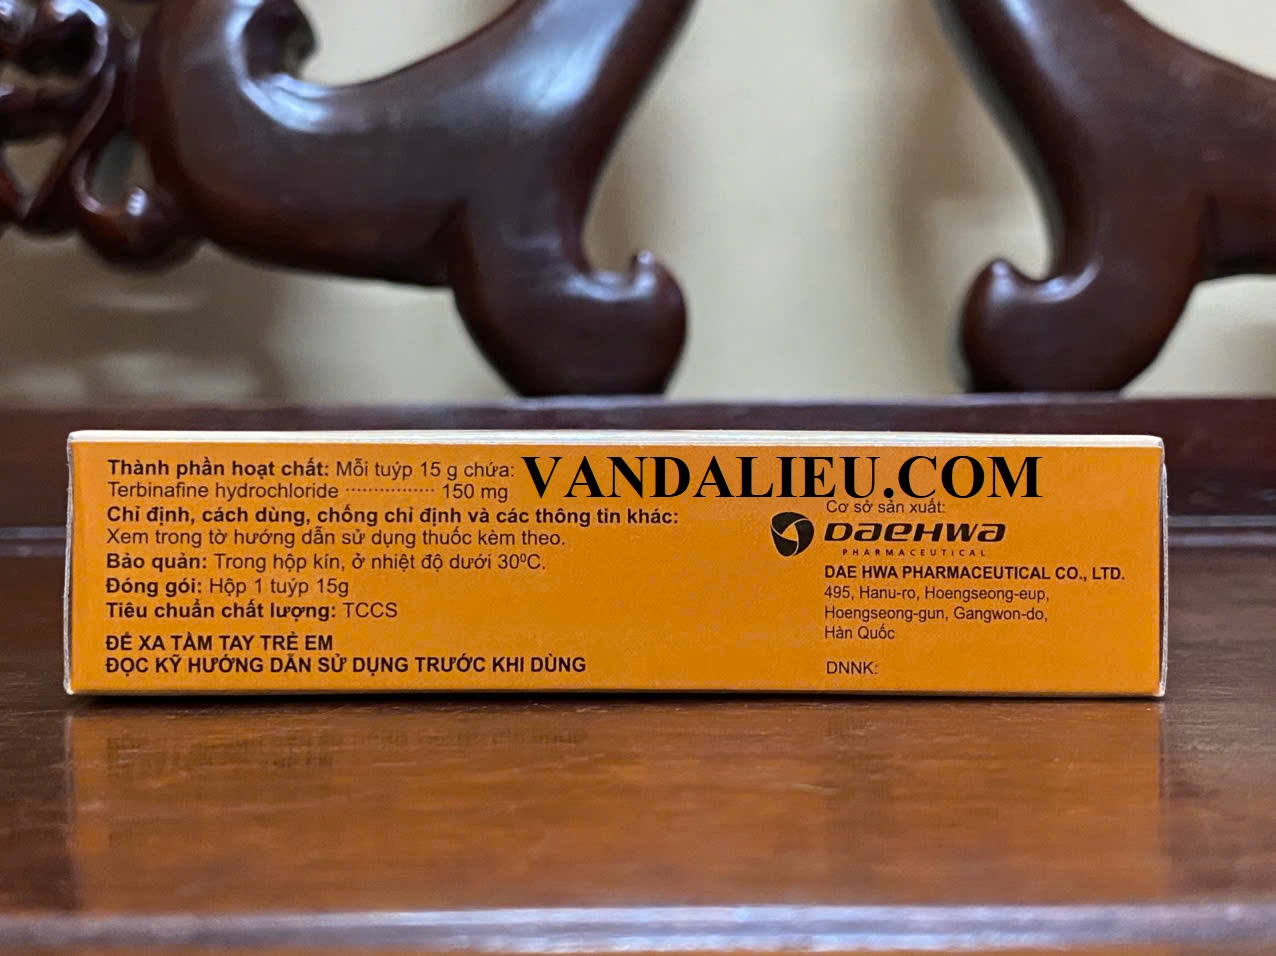 Thành phần hoạt chất: Mỗi tuýp 15 g chứa:
Terbinafine hydrochloride ················ 150 mg
Chỉ định, cách dùng, chống chỉ định và các thông tin khác:
Xem trong tờ hướng dẫn sử dụng thuốc kèm theo.
Bảo quản: Trong hộp kín, ở nhiệt độ dưới 30⁰C.
Đóng gói: Hộp 1 tuýp 15g
Tiêu chuẩn chất lượng: TCCS
ĐỂ XA TẦM TAY TRẺ EM
ĐỌC KỸ HƯỚNG DẪN SỬ DỤNG TRƯỚC KHI DÙNG
VANDALIEU.COM
Cơ sở sản xuất:
DAEHWA
PHARMACEUTICAL
DAE HWA PHARMACEUTICAL CO., LTD.
495, Hanu-ro, Hoengseong-eup,
Hoengseong-gun, Gangwon-do,
Hàn Quốc
DNNK: